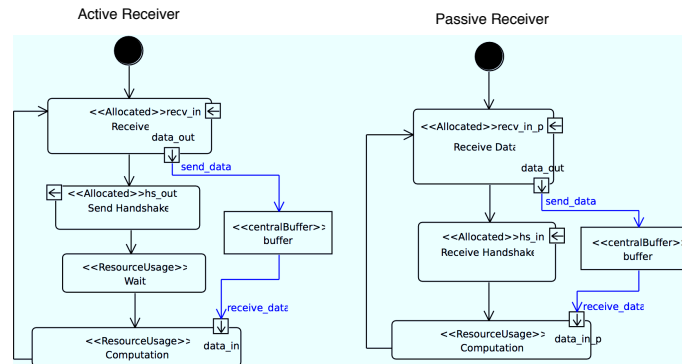 Active Receiver
<<Allocated>>recv_in
Receive
data_out
send_data
<<Allocated>>hs_out
Send Handshake
<<centralBuffer>>
buffer
<<ResourceUsage>>
Wait
receive_data
<<ResourceUsage>>
Computation
data_in
Passive Receiver
<<Allocated>>recv_in_p
Receive Data
data_out
send_data
<<Allocated>>hs_in
Receive Handshake
<<centralBuffer>>
buffer
receive_data
<<ResourceUsage>>
Computation
data_in_p